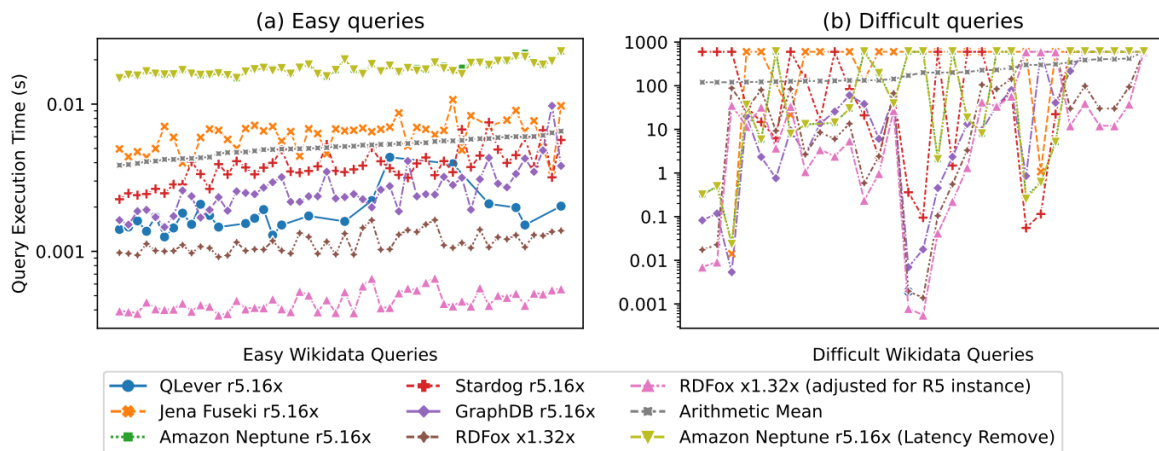 (a) Easy queries
(b) Difficult queries
Query Execution Time (s)
0.01
0.001
1000
100
10
1
0.1
0.01
0.001
Easy Wikidata Queries
Difficult Wikidata Queries
QLever r5.16x
Jena Fuseki r5.16x
Amazon Neptune r5.16x
Stardog r5.16x
GraphDB r5.16x
RDFox x1.32x
RDFox x1.32x (adjusted for R5 instance)
Arithmetic Mean
Amazon Neptune r5.16x (Latency Remove)